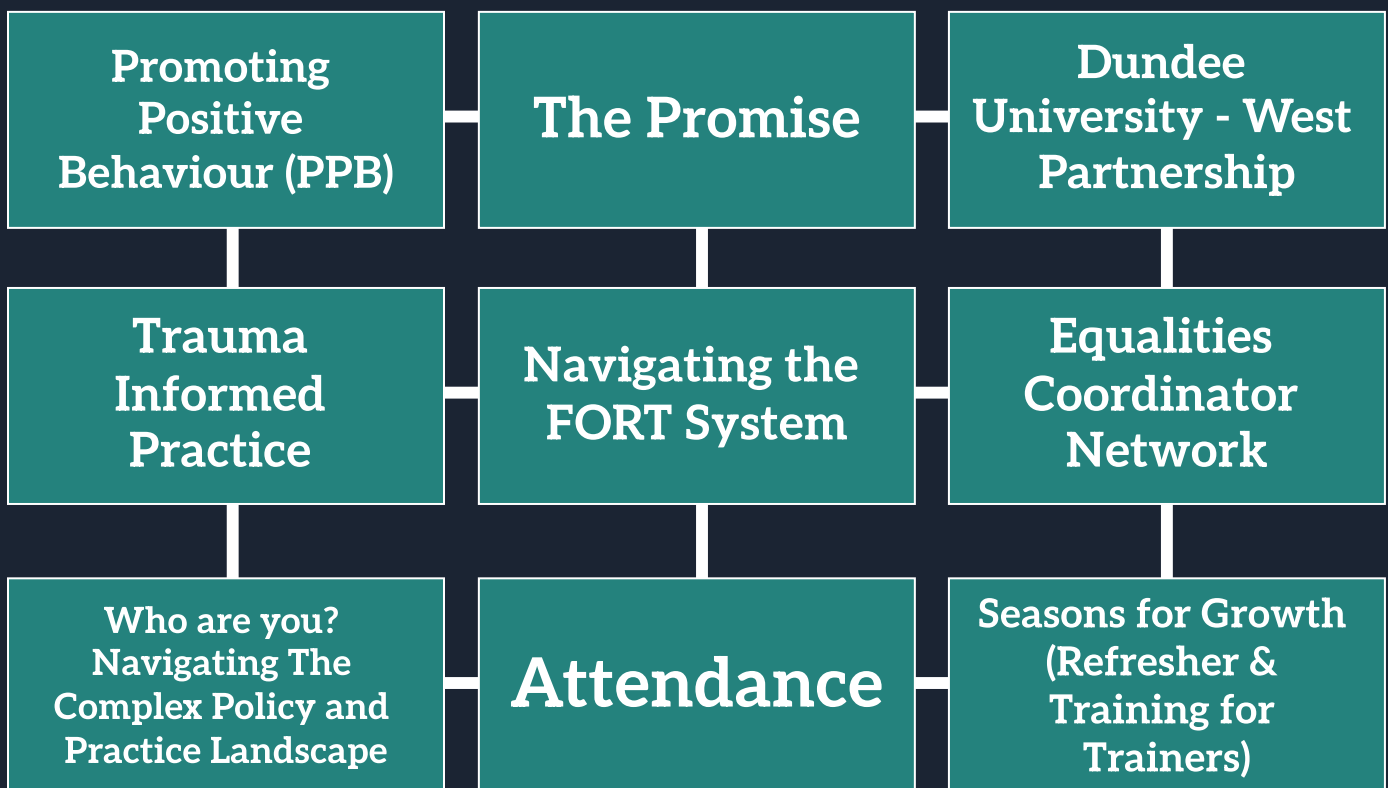 Promoting
Positive
Behaviour (PPB)
The Promise
Dundee
University - West
Partnership
Trauma
Informed
Practice
Navigating the
FORT System
Equalities
Coordinator
Network
Who are you?
Navigating The
Complex Policy and
Practice Landscape
Attendance
Seasons for Growth
(Refresher &
Training for
Trainers)